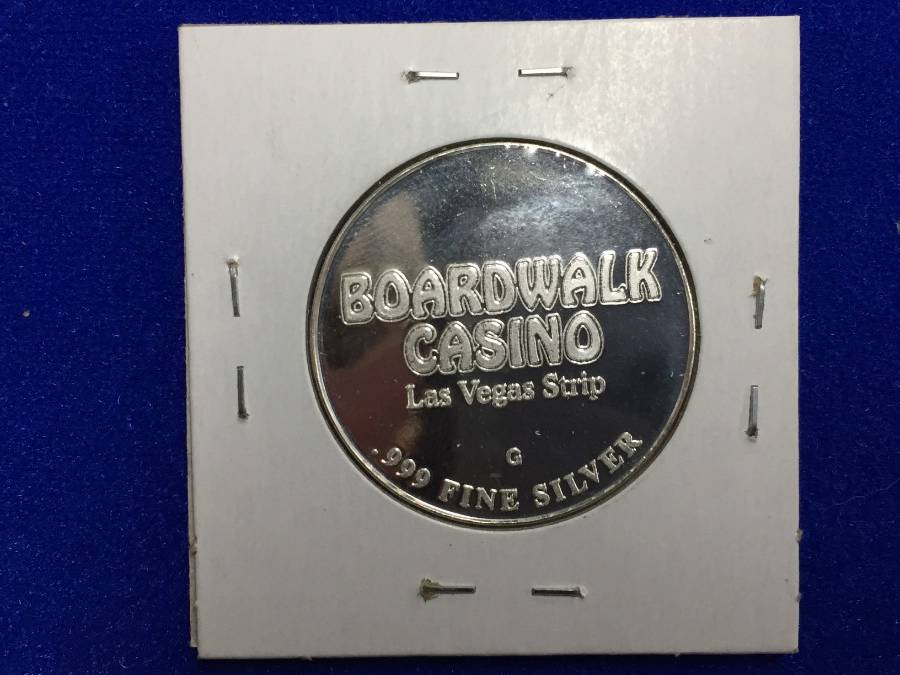 BOARDWALK
CASINO
Las Vegas Strip
G
.999 FINE SILVER